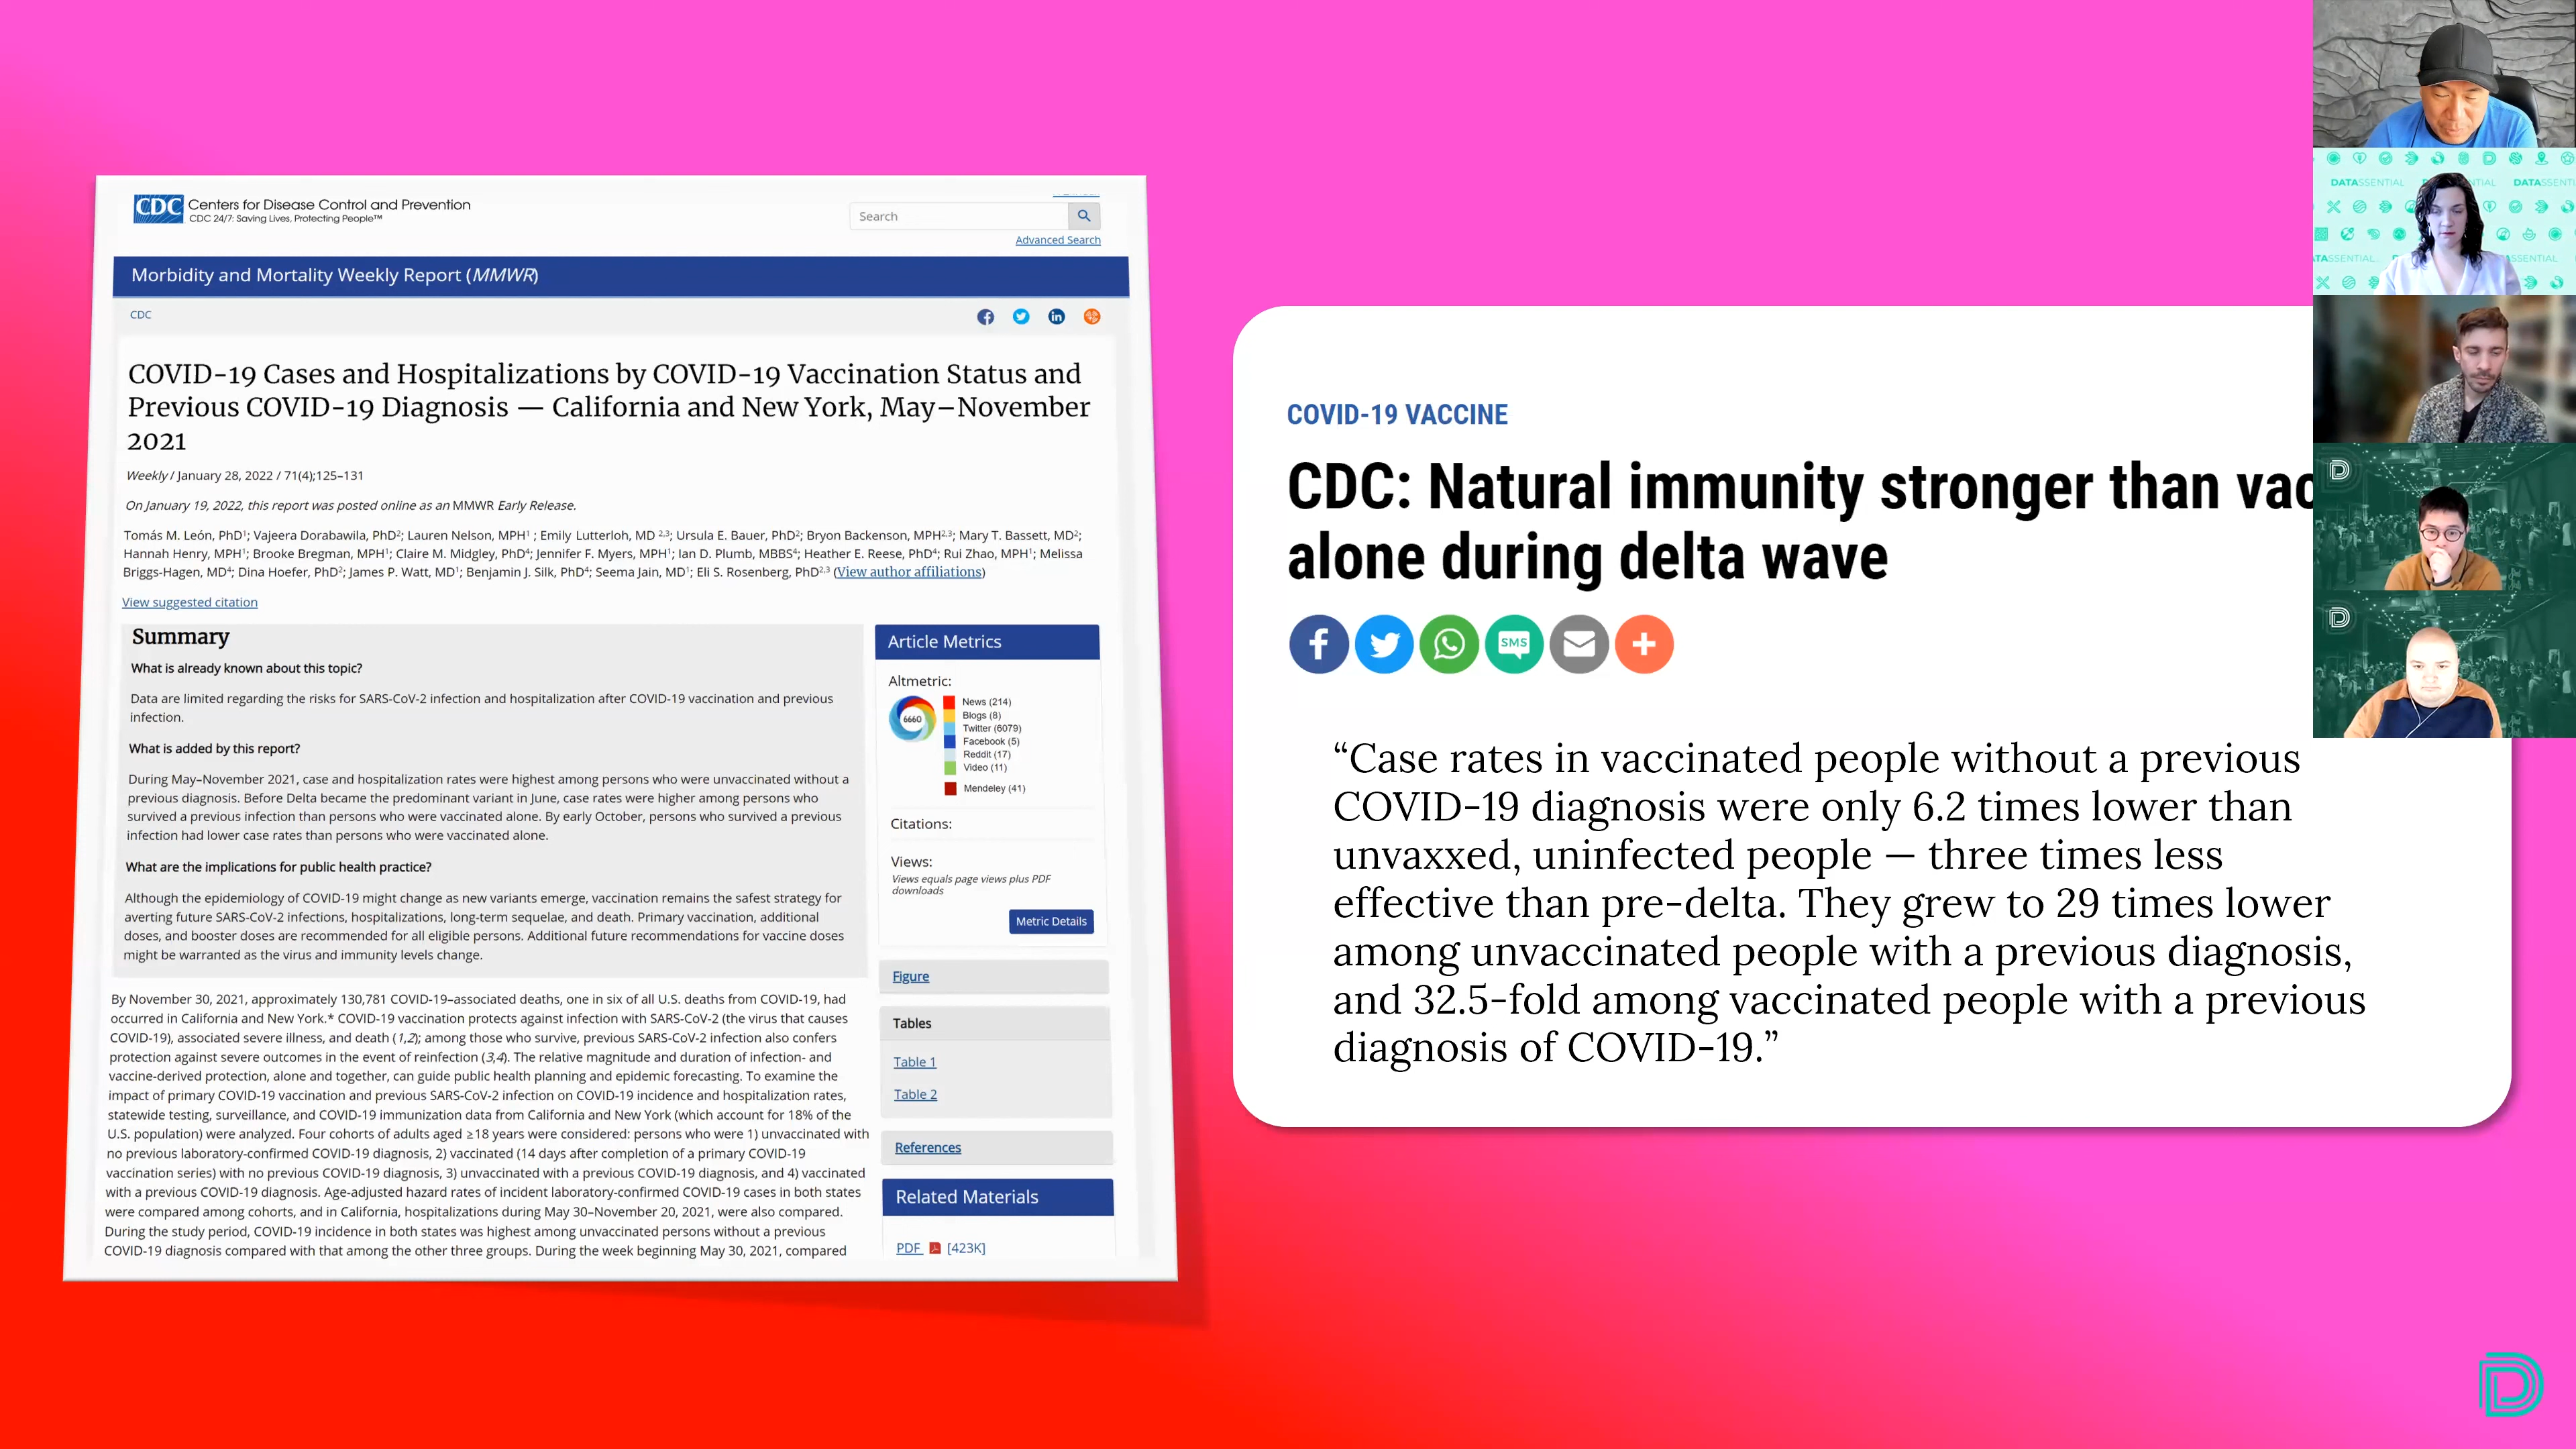 CDC Centers for Disease Control and Prevention
CDC 24/7: Saving Lives, Protecting People™
Search
Advanced Search
Morbidity and Mortality Weekly Report (MMWR)
CDC
COVID-19 Cases and Hospitalizations by COVID-19 Vaccination Status and
Previous COVID-19 Diagnosis — California and New York, May–November
2021
Weekly / January 28, 2022 / 71(4);125–131
On January 19, 2022, this report was posted online as an MMWR Early Release.
Tomás M. León, PhD1; Vajeera Dorabawila, PhD2; Lauren Nelson, MPH1 ; Emily Lutterloh, MD 2,3; Ursula E. Bauer, PhD2; Bryon Backenson, MPH2,3; Mary T. Bassett, MD2;
Hannah Henry, MPH1; Brooke Bregman, MPH1; Claire M. Midgley, PhD4; Jennifer F. Myers, MPH1; Ian D. Plumb, MBBS4; Heather E. Reese, PhD4; Rui Zhao, MPH1; Melissa
Briggs-Hagen, MD4; Dina Hoefer, PhD2; James P. Watt, MD1; Benjamin J. Silk, PhD4; Seema Jain, MD1; Eli S. Rosenberg, PhD2,3 (View author affiliations)
View suggested citation
Summary
What is already known about this topic?
Data are limited regarding the risks for SARS-CoV-2 infection and hospitalization after COVID-19 vaccination and previous
infection.
What is added by this report?
During May–November 2021, case and hospitalization rates were highest among persons who were unvaccinated without a
previous diagnosis. Before Delta became the predominant variant in June, case rates were higher among persons who
survived a previous infection than persons who were vaccinated alone. By early October, persons who survived a previous
infection had lower case rates than persons who were vaccinated alone.
What are the implications for public health practice?
Although the epidemiology of COVID-19 might change as new variants emerge, vaccination remains the safest strategy for
averting future SARS-CoV-2 infections, hospitalizations, long-term sequelae, and death. Primary vaccination, additional
doses, and booster doses are recommended for all eligible persons. Additional future recommendations for vaccine doses
might be warranted as the virus and immunity levels change.
By November 30, 2021, approximately 130,781 COVID-19–associated deaths, one in six of all U.S. deaths from COVID-19, had
occurred in California and New York.* COVID-19 vaccination protects against infection with SARS-CoV-2 (the virus that causes
COVID-19), associated severe illness, and death (1,2); among those who survive, previous SARS-CoV-2 infection also confers
protection against severe outcomes in the event of reinfection (3,4). The relative magnitude and duration of infection- and
vaccine-derived protection, alone and together, can guide public health planning and epidemic forecasting. To examine the
impact of primary COVID-19 vaccination and previous SARS-CoV-2 infection on COVID-19 incidence and hospitalization rates,
statewide testing, surveillance, and COVID-19 immunization data from California and New York (which account for 18% of the
U.S. population) were analyzed. Four cohorts of adults aged ≥18 years were considered: persons who were 1) unvaccinated with
no previous laboratory-confirmed COVID-19 diagnosis, 2) vaccinated (14 days after completion of a primary COVID-19
vaccination series) with no previous COVID-19 diagnosis, 3) unvaccinated with a previous COVID-19 diagnosis, and 4) vaccinated
with a previous COVID-19 diagnosis. Age-adjusted hazard rates of incident laboratory-confirmed COVID-19 cases in both states
were compared among cohorts, and in California, hospitalizations during May 30–November 20, 2021, were also compared.
During the study period, COVID-19 incidence in both states was highest among unvaccinated persons without a previous
COVID-19 diagnosis compared with that among the other three groups. During the week beginning May 30, 2021, compared
Article Metrics
Altmetric:
6660
News (214)
Blogs (8)
Twitter (6079)
Facebook (5)
Reddit (17)
Video (11)
Mendeley (41)
Citations:
Views:
Views equals page views plus PDF
downloads
Metric Details
Figure
Tables
Table 1
Table 2
References
Related Materials
PDF [423K]
COVID-19 VACCINE
CDC: Natural immunity stronger than vac
alone during delta wave
SMS
“Case rates in vaccinated people without a previous
COVID-19 diagnosis were only 6.2 times lower than
unvaxxed, uninfected people — three times less
effective than pre-delta. They grew to 29 times lower
among unvaccinated people with a previous diagnosis,
and 32.5-fold among vaccinated people with a previous
diagnosis of COVID-19.”
DATASSENTIAL